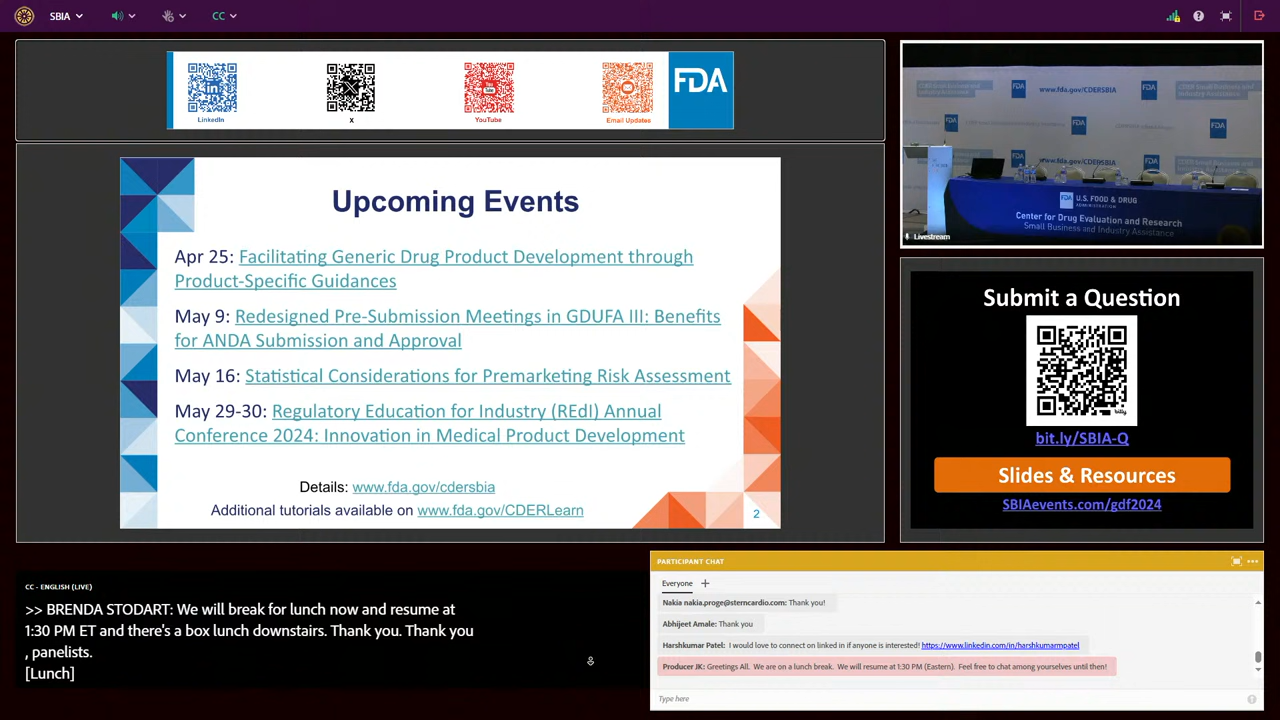 SBIA
CC
LinkedIn
X
YouTube
Email Updates
FDA
Upcoming Events
Apr 25: Facilitating Generic Drug Product Development through
Product-Specific Guidances
May 9: Redesigned Pre-Submission Meetings in GDUFA III: Benefits
for ANDA Submission and Approval
May 16: Statistical Considerations for Premarketing Risk Assessment
May 29-30: Regulatory Education for Industry (REdI) Annual
Conference 2024: Innovation in Medical Product Development
Details: www.fda.gov/cdersbia
Additional tutorials available on www.fda.gov/CDERLearn
2
www.fda.gov/CDERSBIA
www.fda.gov/CDERSBIA
FDA U.S. FOOD & DRUG
ADMINISTRATION
Center for Drug Evaluation and Research
Small Business and Industry Assistance
Livestream
Submit a Question
bitly
bit.ly/SBIA-Q
Slides & Resources
SBIAevents.com/gdf2024
CC - ENGLISH (LIVE)
>> BRENDA STODART: We will break for lunch now and resume at
1:30 PM ET and there's a box lunch downstairs. Thank you. Thank you
, panelists.
[Lunch]
PARTICIPANT CHAT
Everyone
Nakia nakia.proge@sterncardio.com: Thank you!
Abhijeet Amale: Thank you
Harshkumar Patel: I would love to connect on linked in if anyone is interested! https://www.linkedin.com/in/harshkumarmpatel
Producer JK: Greetings All. We are on a lunch break. We will resume at 1:30 PM (Eastern). Feel free to chat among yourselves until then!
Type here